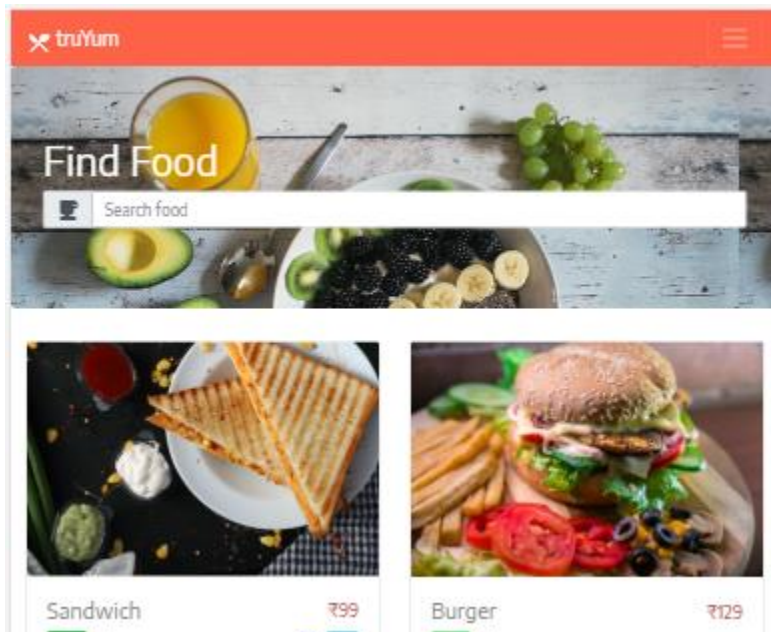 truYum
Find Food
Search food
Sandwich ₹99
Burger ₹129